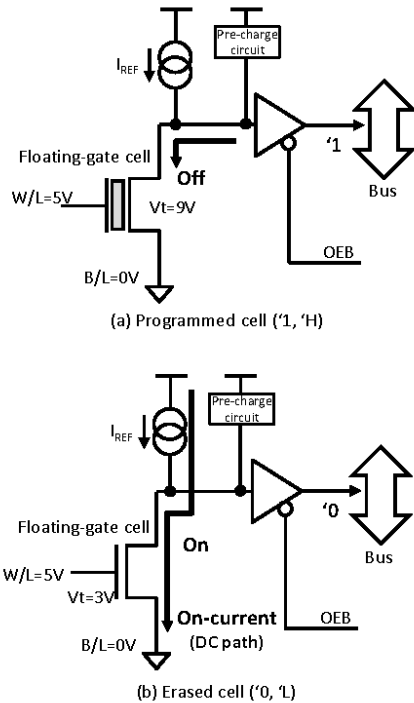 Pre-charge
circuit
I_REF
Floating-gate cell
Off
‘1
Bus
W/L=5V
Vt=9V
OEB
B/L=0V
(a) Programmed cell (‘1, ‘H)
Pre-charge
circuit
I_REF
Floating-gate cell
On
‘0
Bus
W/L=5V
Vt=3V
On-current
(DC path)
OEB
B/L=0V
(b) Erased cell (‘0, ‘L)